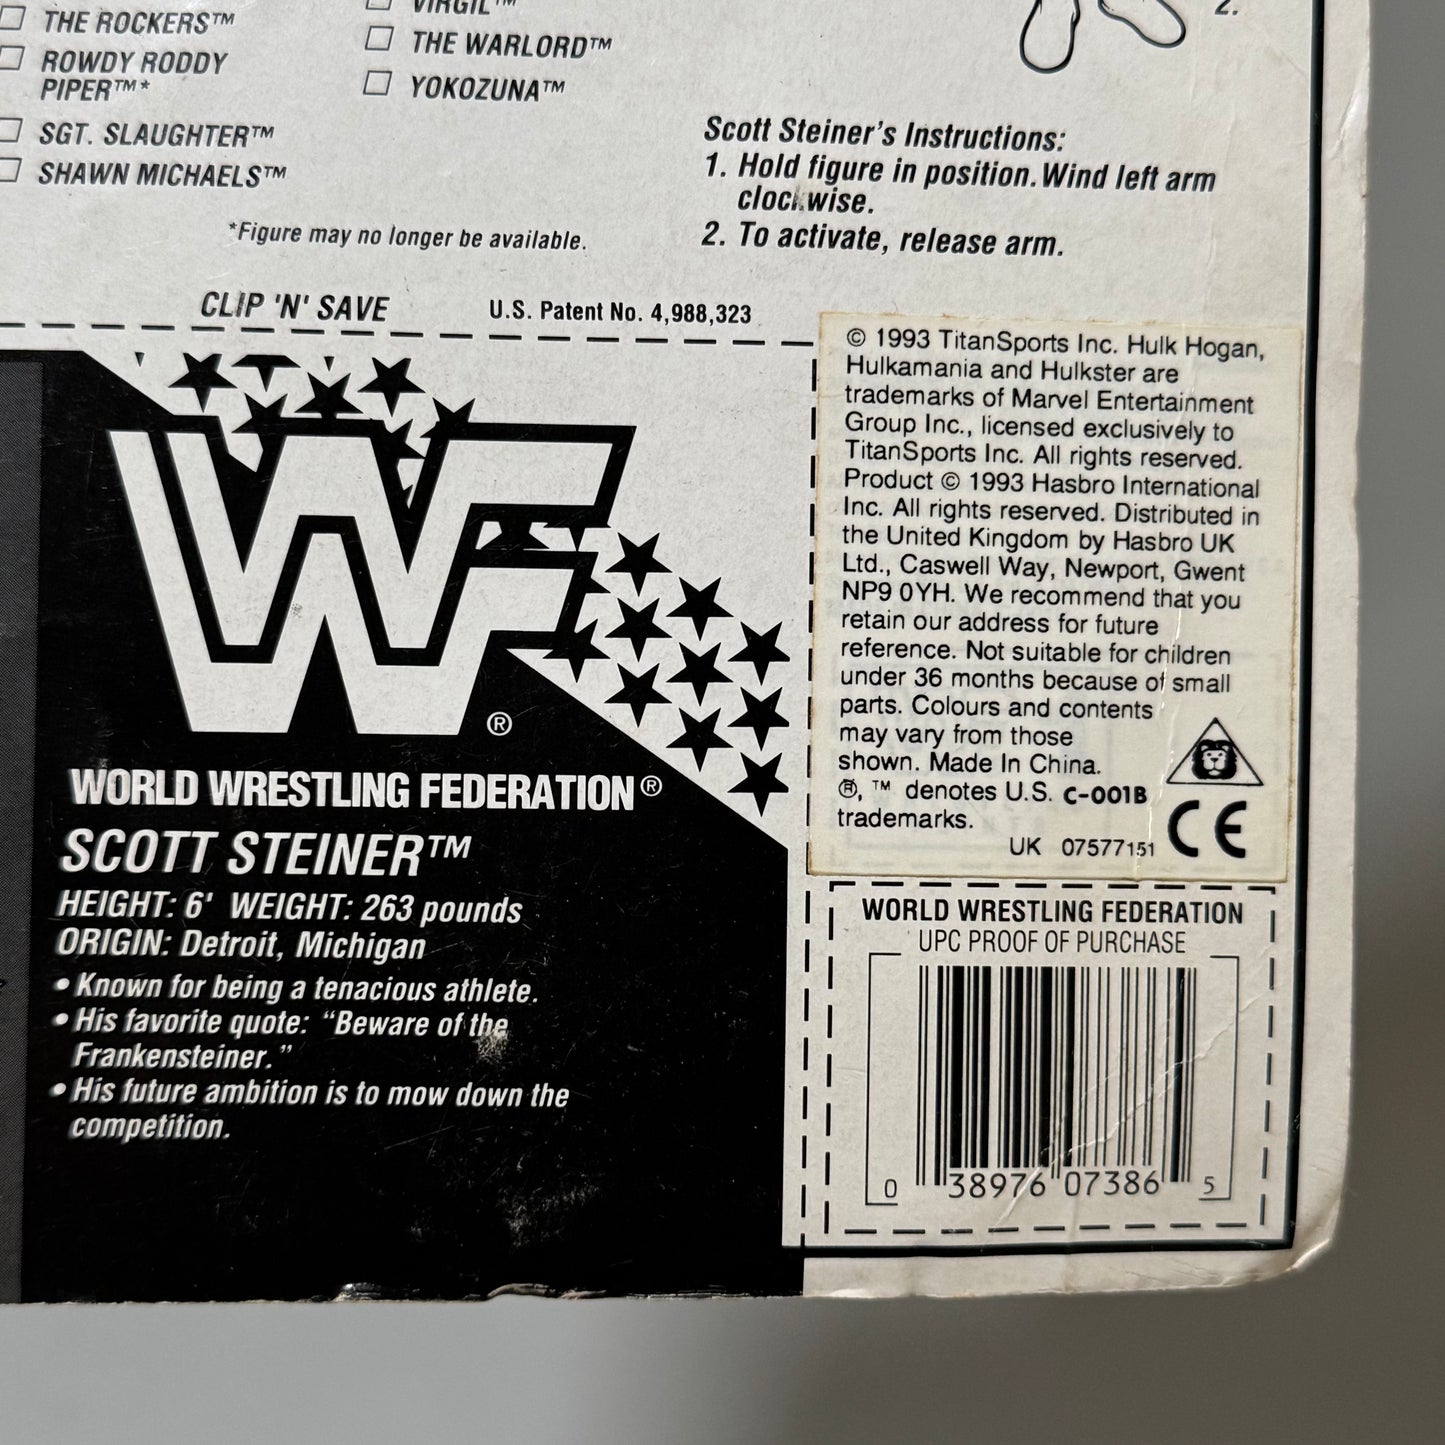 THE ROCKERS™
ROWDY RODDY
PIPER™*
SGT. SLAUGHTER™
SHAWN MICHAELS™
VIRGIL™
THE WARLORD™
YOKOZUNA™
*Figure may no longer be available.
2.
Scott Steiner's Instructions:
1. Hold figure in position. Wind left arm
clockwise.
2. To activate, release arm.
CLIP 'N' SAVE
U.S. Patent No. 4,988,323
WF
®
WORLD WRESTLING FEDERATION®
SCOTT STEINER™
HEIGHT: 6' WEIGHT: 263 pounds
ORIGIN: Detroit, Michigan
• Known for being a tenacious athlete.
• His favorite quote: “Beware of the
Frankensteiner.”
• His future ambition is to mow down the
competition.
© 1993 TitanSports Inc. Hulk Hogan,
Hulkamania and Hulkster are
trademarks of Marvel Entertainment
Group Inc., licensed exclusively to
TitanSports Inc. All rights reserved.
Product © 1993 Hasbro International
Inc. All rights reserved. Distributed in
the United Kingdom by Hasbro UK
Ltd., Caswell Way, Newport, Gwent
NP9 0YH. We recommend that you
retain our address for future
reference. Not suitable for children
under 36 months because of small
parts. Colours and contents
may vary from those
shown. Made In China.
®, ™ denotes U.S. C-001B
trademarks.
UK 07577151
CE
WORLD WRESTLING FEDERATION
UPC PROOF OF PURCHASE
0 38976 07386 5